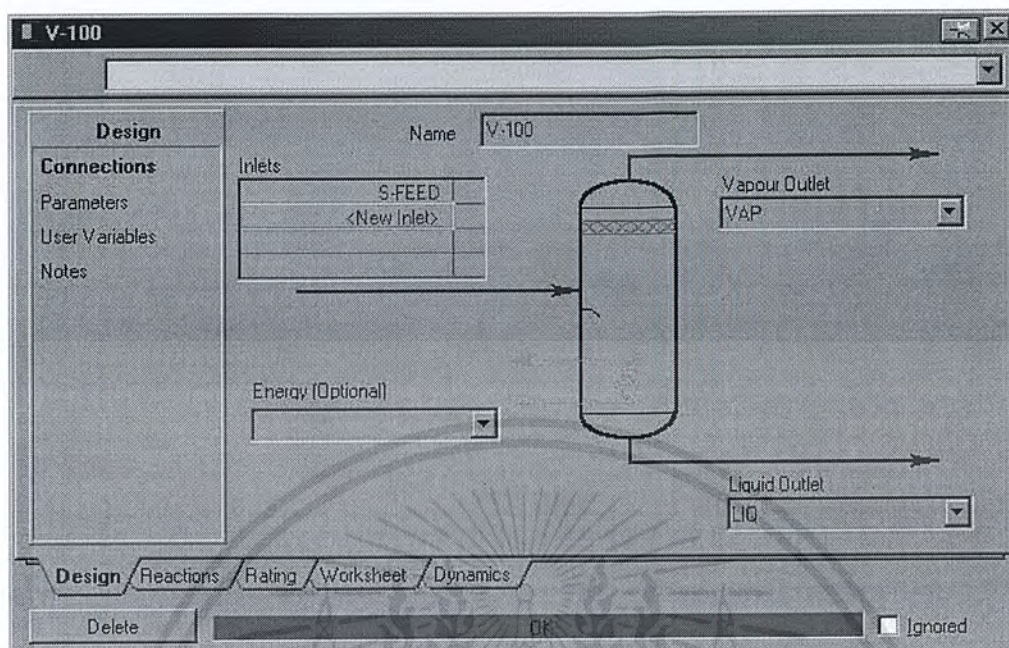 V-100
Design
Connections
Parameters
User Variables
Notes
Name V-100
Inlets
S-FEED
<New Inlet>
Vapour Outlet
VAP
Energy (Optional)
Liquid Outlet
LIQ
Design Reactions Rating Worksheet Dynamics
Delete OK Ignored